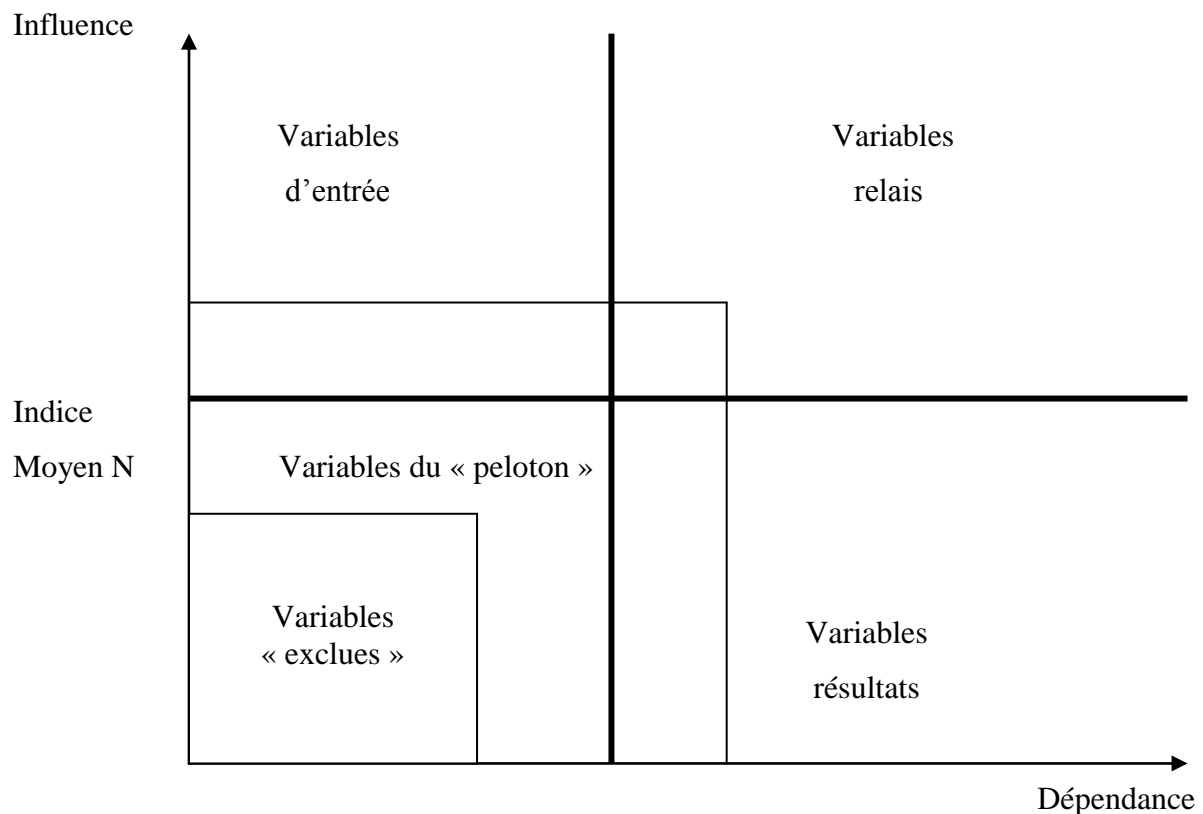 Influence
Variables
d’entrée
Variables
relais
Indice
Moyen N
Variables du « peloton »
Variables
« exclues »
Variables
résultats
Dépendance